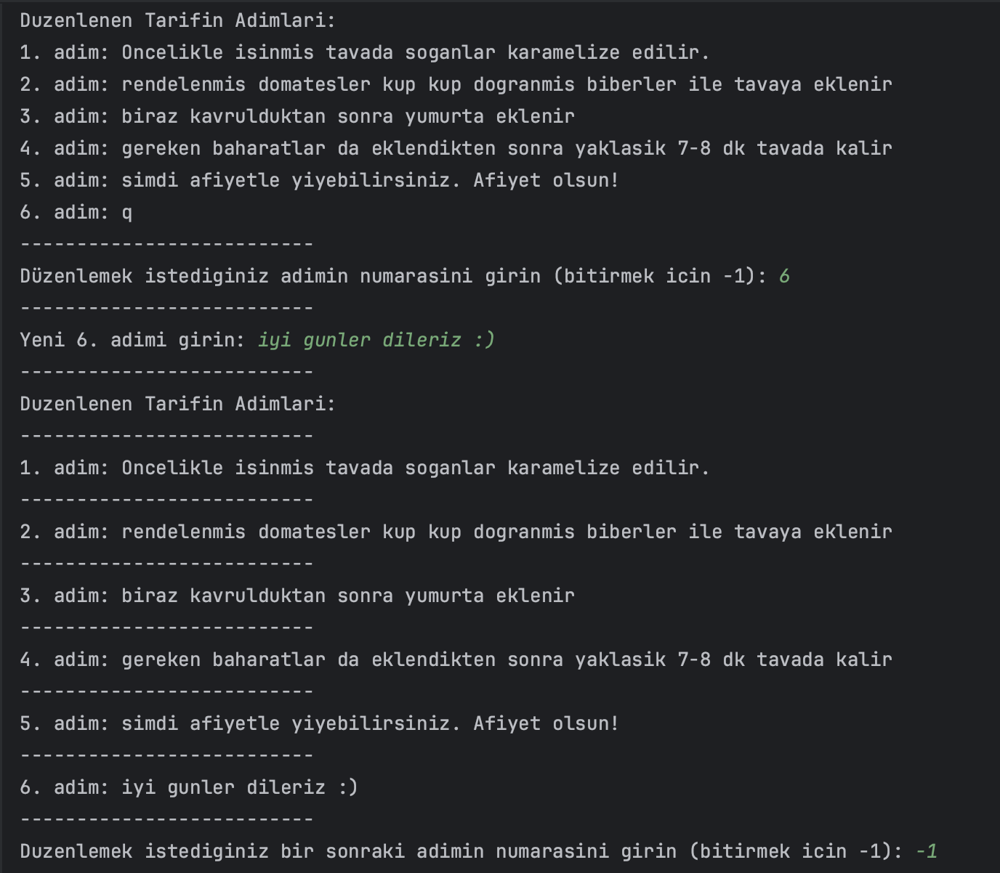 Duzenlenen Tarifin Adimlari:
1. adim: Oncelikle isinmis tavada soganlar karamelize edilir.
2. adim: rendelenmis domatesler kup kup dogranmis biberler ile tavaya eklenir
3. adim: biraz kavrulduktan sonra yumurta eklenir
4. adim: gereken baharatlar da eklendikten sonra yaklasik 7-8 dk tavada kalir
5. adim: simdi afiyetle yiyebilirsiniz. Afiyet olsun!
6. adim: q
--------------------------
Düzenlemek istediginiz adimin numarasini girin (bitirmek icin -1): 6
--------------------------
Yeni 6. adimi girin: iyi gunler dileriz :)
--------------------------
Duzenlenen Tarifin Adimlari:
--------------------------
1. adim: Oncelikle isinmis tavada soganlar karamelize edilir.
--------------------------
2. adim: rendelenmis domatesler kup kup dogranmis biberler ile tavaya eklenir
--------------------------
3. adim: biraz kavrulduktan sonra yumurta eklenir
--------------------------
4. adim: gereken baharatlar da eklendikten sonra yaklasik 7-8 dk tavada kalir
--------------------------
5. adim: simdi afiyetle yiyebilirsiniz. Afiyet olsun!
--------------------------
6. adim: iyi gunler dileriz :)
--------------------------
Duzenlemek istediginiz bir sonraki adimin numarasini girin (bitirmek icin -1): -1